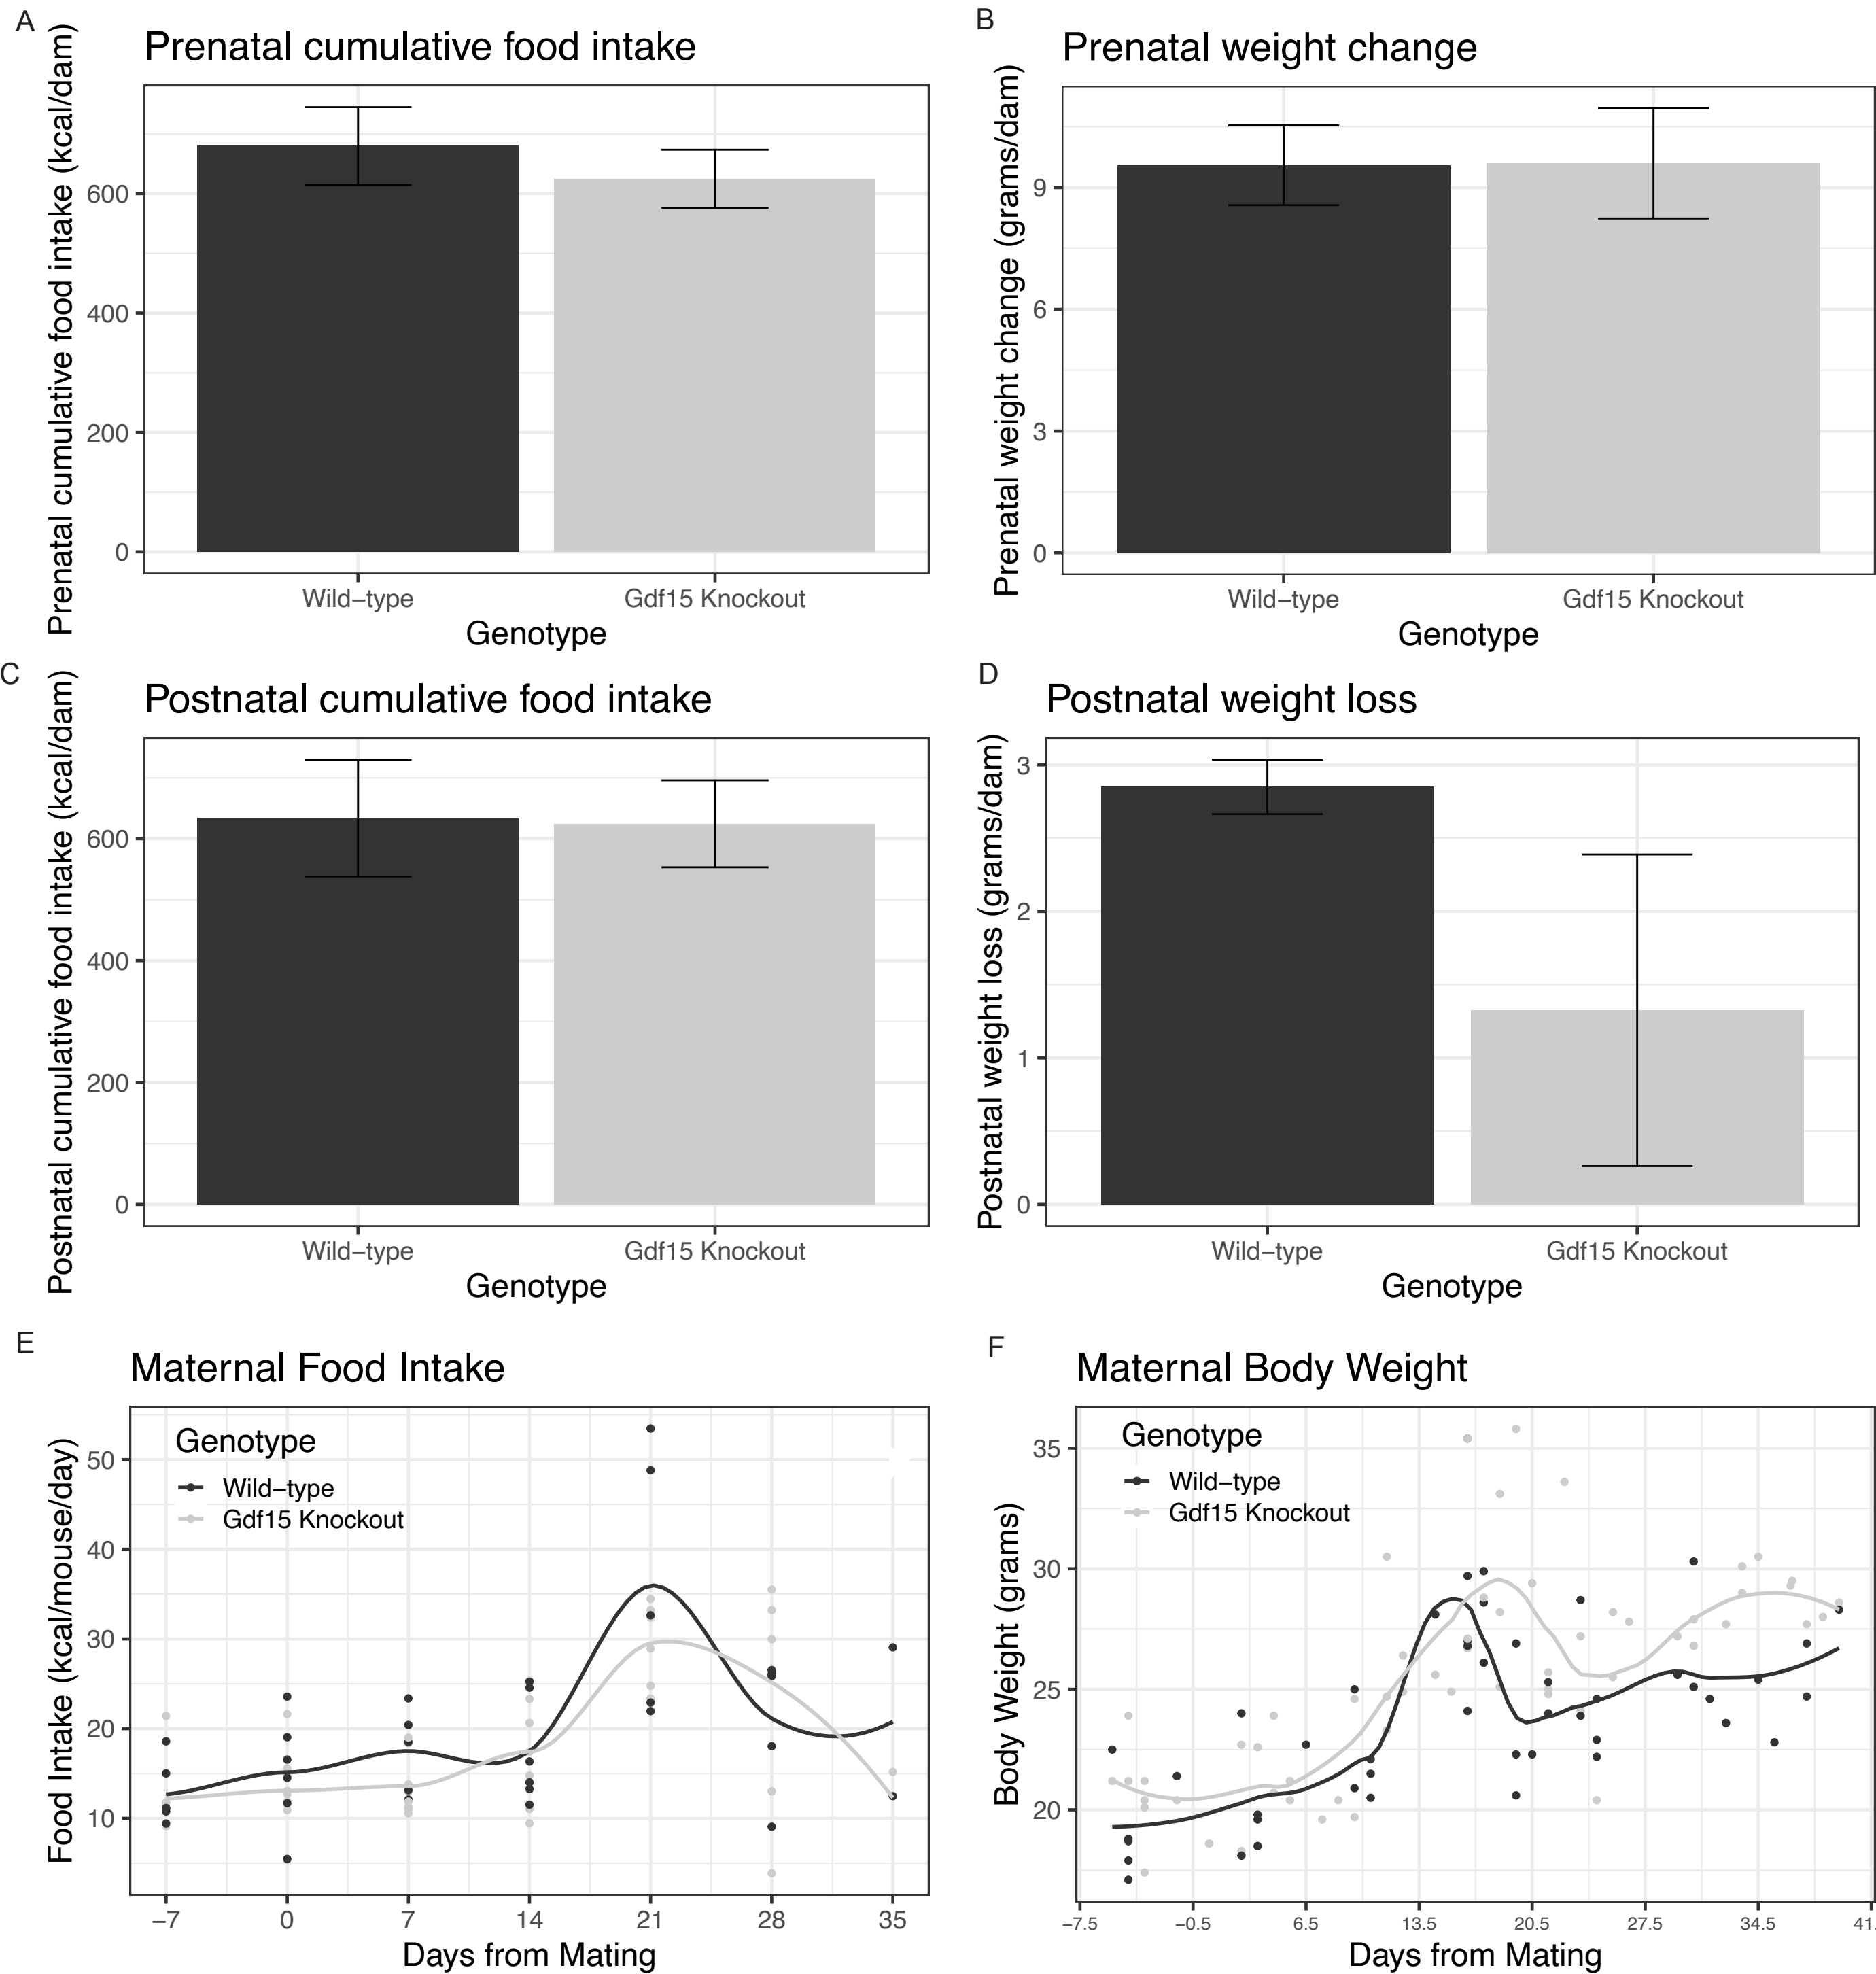 A
Prenatal cumulative food intake
Prenatal cumulative food intake (kcal/dam)
600
400
200
0
Wild−type
Gdf15 Knockout
Genotype
B
Prenatal weight change
Prenatal weight change (grams/dam)
9
6
3
0
Wild−type
Gdf15 Knockout
Genotype
C
Postnatal cumulative food intake
Postnatal cumulative food intake (kcal/dam)
600
400
200
0
Wild−type
Gdf15 Knockout
Genotype
D
Postnatal weight loss
Postnatal weight loss (grams/dam)
3
2
1
0
Wild−type
Gdf15 Knockout
Genotype
E
Maternal Food Intake
Food Intake (kcal/mouse/day)
50
40
30
20
10
Genotype
Wild−type
Gdf15 Knockout
−7 0 7 14 21 28 35
Days from Mating
F
Maternal Body Weight
Body Weight (grams)
35
30
25
20
Genotype
Wild−type
Gdf15 Knockout
−7.5 −0.5 6.5 13.5 20.5 27.5 34.5 41.
Days from Mating